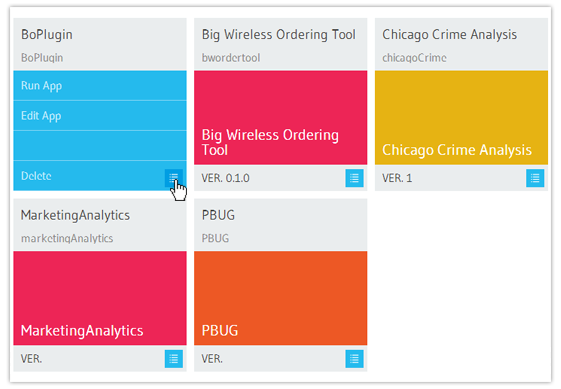 BoPlugin
BoPlugin
Run App
Edit App
Delete
Big Wireless Ordering Tool
bwordertool
Big Wireless Ordering
Tool
VER. 0.1.0
Chicago Crime Analysis
chicagoCrime
Chicago Crime Analysis
VER. 1
MarketingAnalytics
marketingAnalytics
MarketingAnalytics
VER.
PBUG
PBUG
PBUG
VER.